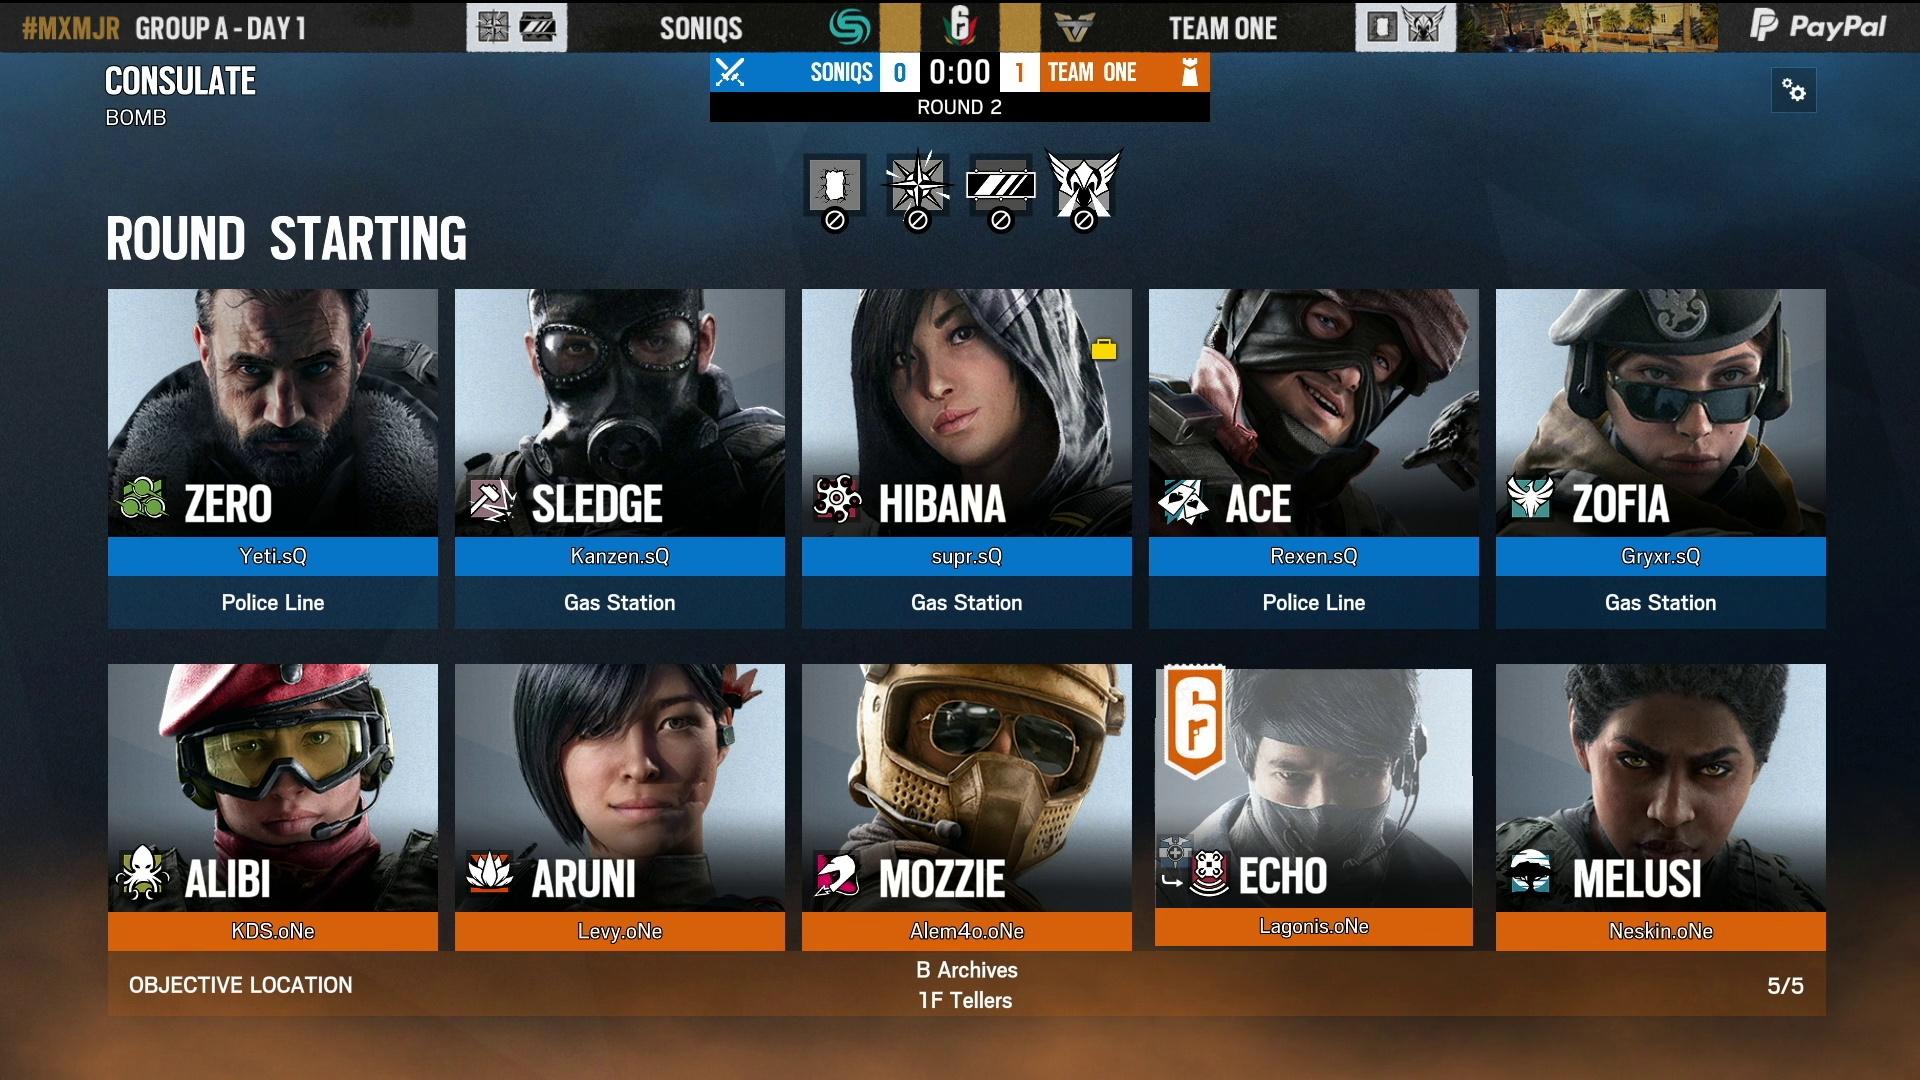 #MXMJR GROUP A - DAY 1
SONIQS
TEAM ONE
PayPal
CONSULATE
BOMB
SONIQS 0 0:00 1 TEAM ONE
ROUND 2
ROUND STARTING
ZERO
Yeti.sQ
Police Line
SLEDGE
Kanzen.sQ
Gas Station
HIBANA
supr.sQ
Gas Station
ACE
Rexen.sQ
Police Line
ZOFIA
Gryxr.sQ
Gas Station
ALIBI
KDS.oNe
ARUNI
Levy.oNe
MOZZIE
Alem4o.oNe
6
ECHO
Lagonis.oNe
MELUSI
Neskin.oNe
OBJECTIVE LOCATION
B Archives
1F Tellers
5/5